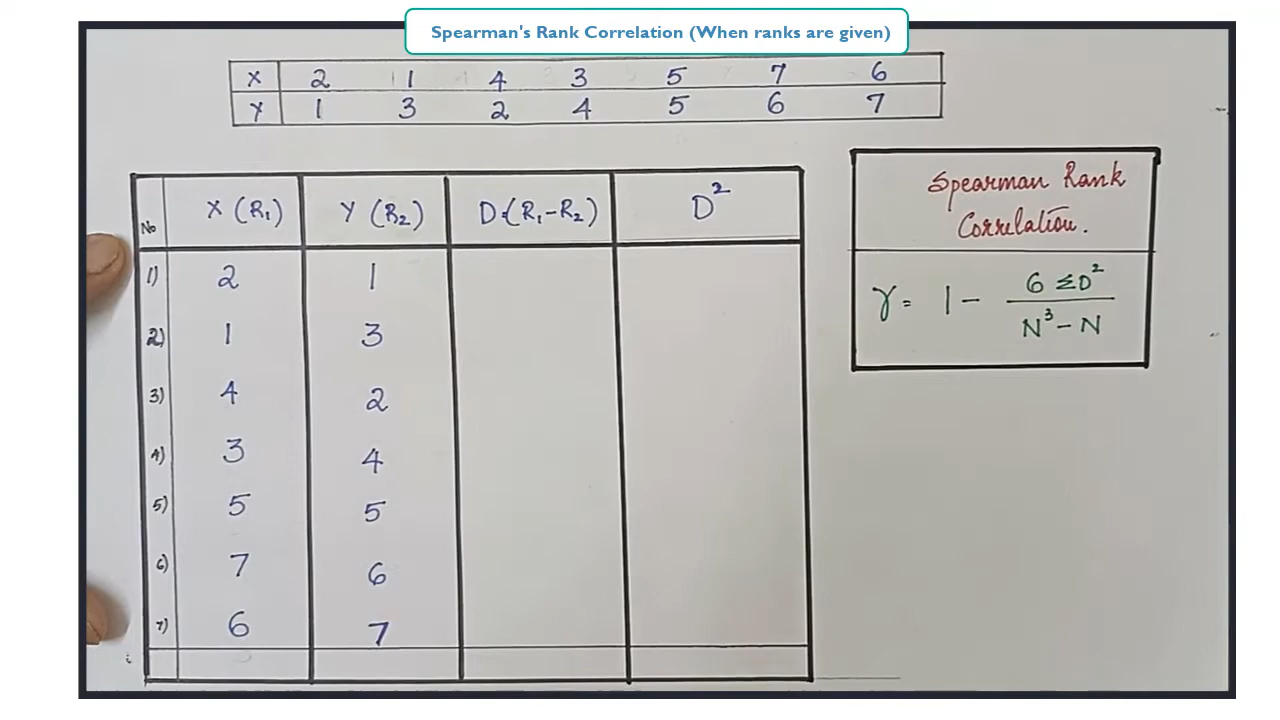 Spearman's Rank Correlation (When ranks are given)
X 2 1 4 3 5 7 6
Y 1 3 2 4 5 6 7
No X (R₁) Y (R₂) D=(R₁-R₂) D²
1) 2 1
2) 1 3
3) 4 2
4) 3 4
5) 5 5
6) 7 6
7) 6 7
Spearman Rank
Correlation.
r = 1 - 6 ΣD² / N³ - N